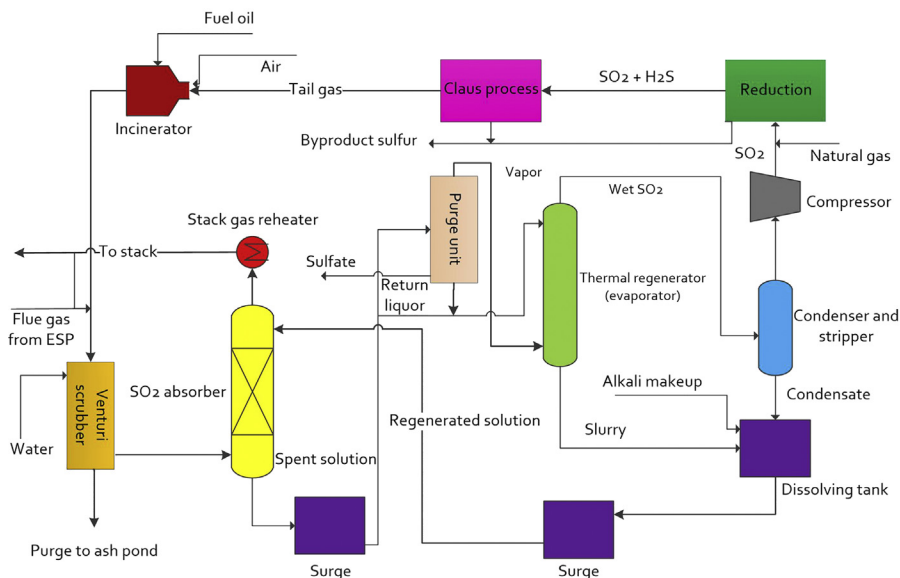 Fuel oil
Air
Incinerator
Tail gas
Claus process
SO2 + H2S
Reduction
Byproduct sulfur
SO2
Natural gas
Vapor
Wet SO2
Compressor
Purge unit
Stack gas reheater
To stack
Sulfate
Return
liquor
Thermal regenerator
(evaporator)
Flue gas
from ESP
Condenser and
stripper
Venturi
scrubber
SO2 absorber
Alkali makeup
Condensate
Regenerated solution
Slurry
Water
Spent solution
Dissolving tank
Purge to ash pond
Surge
Surge